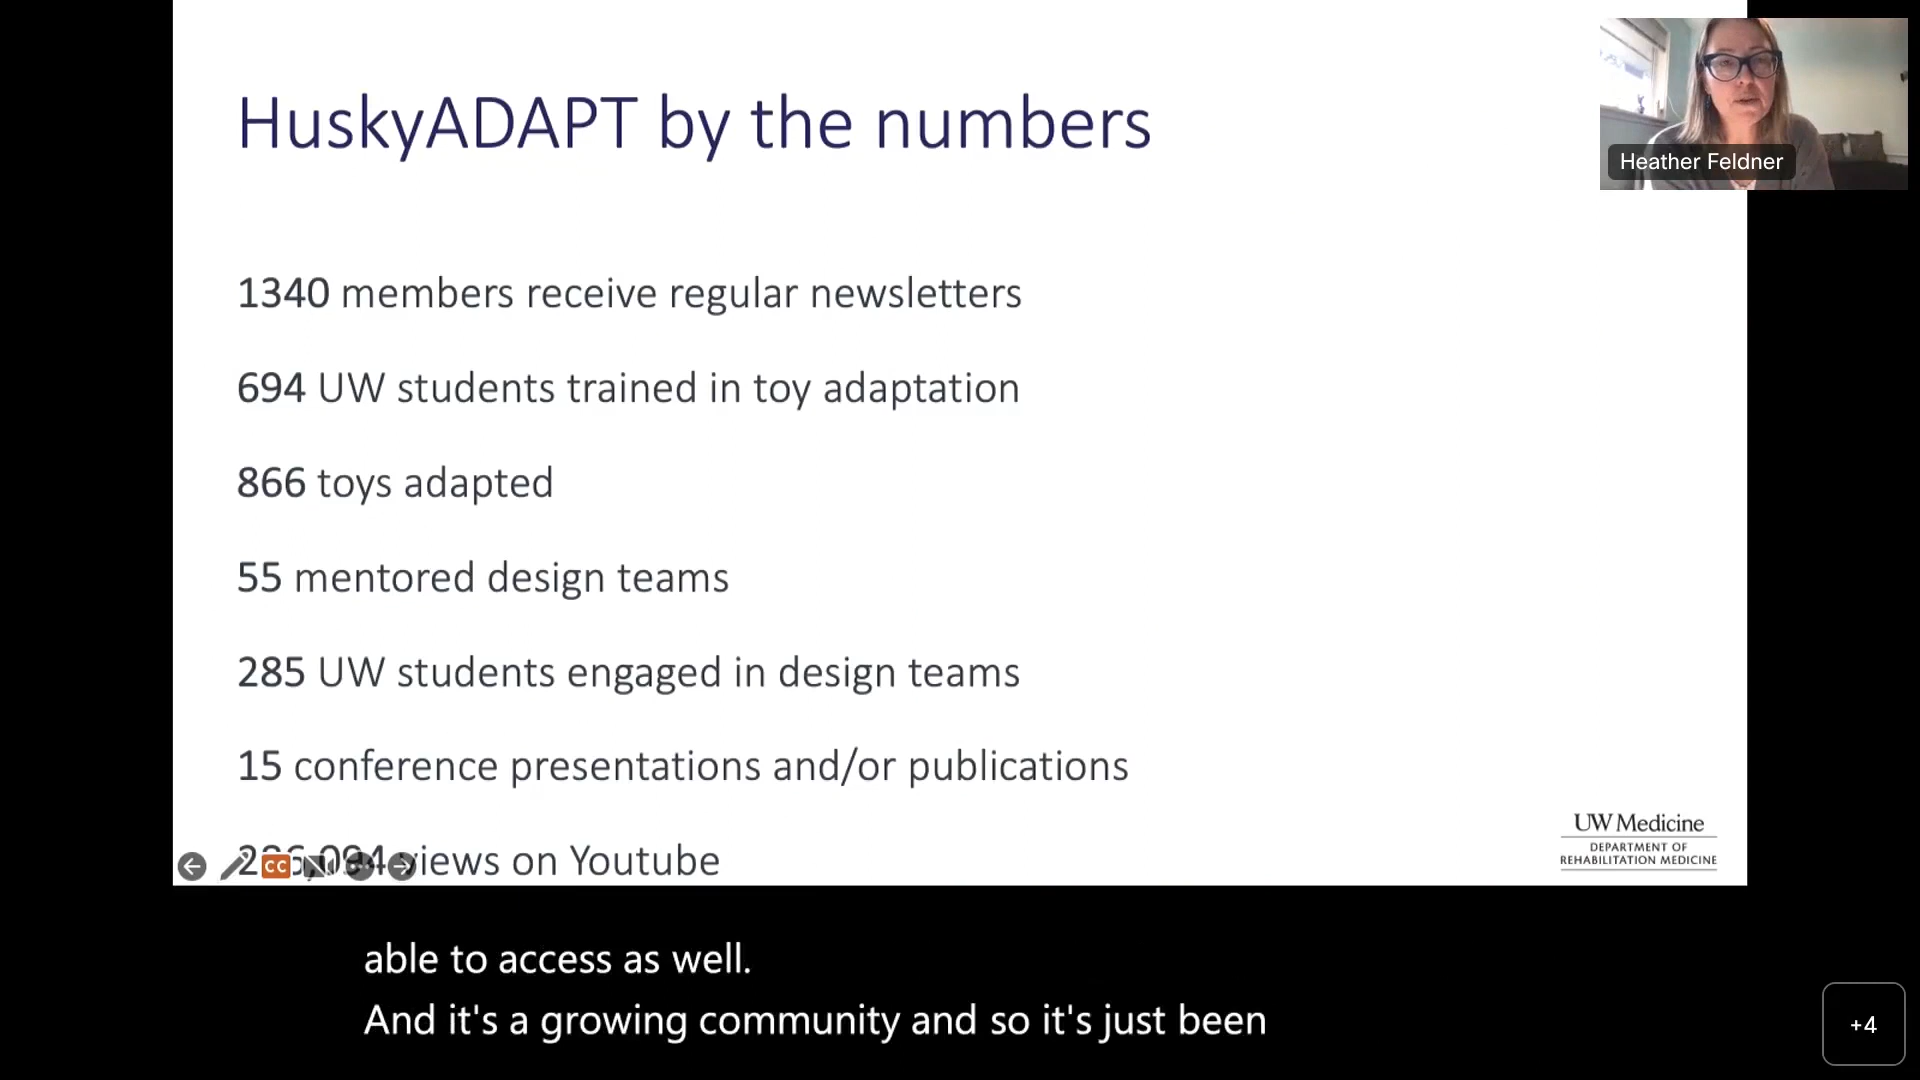 HuskyADAPT by the numbers
Heather Feldner
1340 members receive regular newsletters
694 UW students trained in toy adaptation
866 toys adapted
55 mentored design teams
285 UW students engaged in design teams
15 conference presentations and/or publications
views on Youtube
CC
UW Medicine
DEPARTMENT OF
REHABILITATION MEDICINE
able to access as well.
And it's a growing community and so it's just been
+4